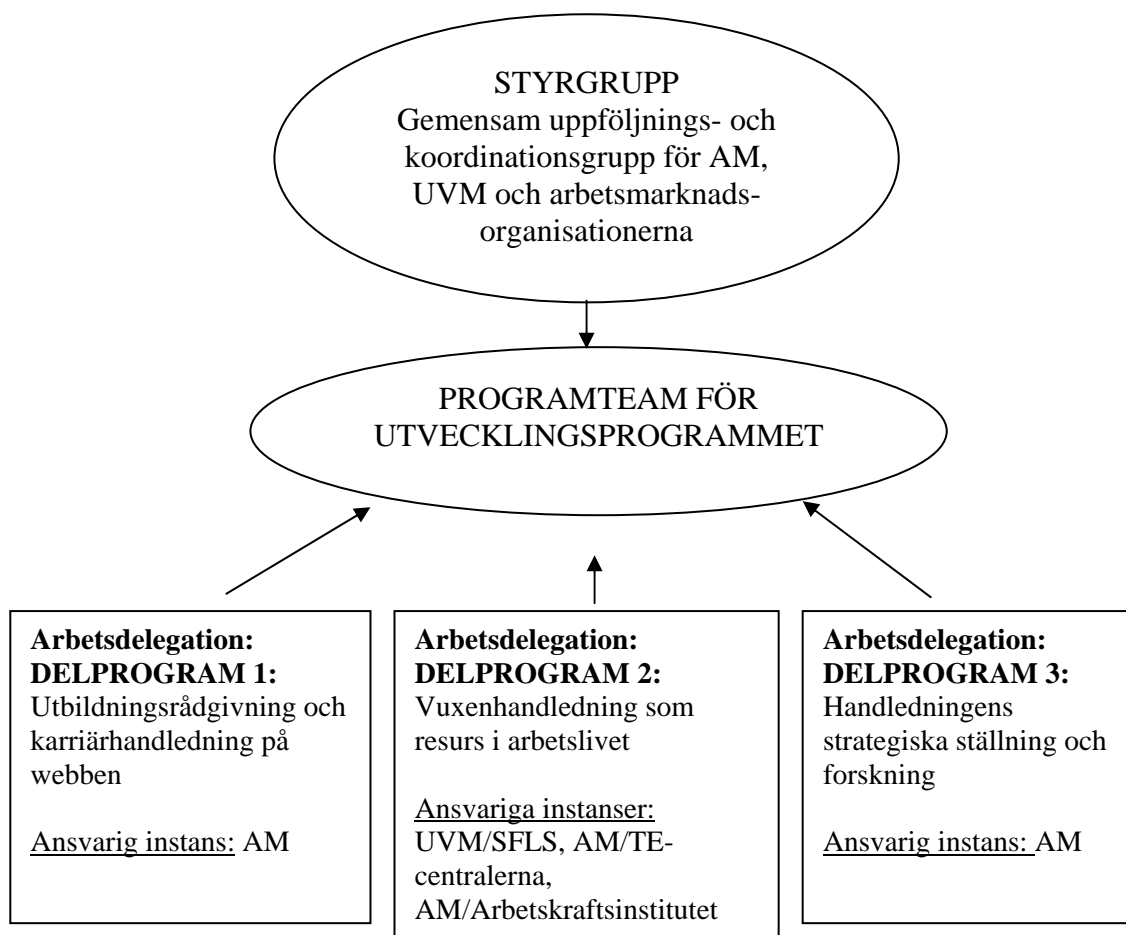 STYRGRUPP
Gemensam uppföljnings- och
koordinationsgrupp för AM,
UVM och arbetsmarknads-
organisationerna
PROGRAMTEAM FÖR
UTVECKLINGSPROGRAMMET
Arbetsdelegation:
DELPROGRAM 1:
Utbildningsrådgivning och
karriärhandledning på
webben
Ansvarig instans: AM
Arbetsdelegation:
DELPROGRAM 2:
Vuxenhandledning som
resurs i arbetslivet
Ansvariga instanser:
UVM/SFLS, AM/TE-
centralerna,
AM/Arbetskraftsinstitutet
Arbetsdelegation:
DELPROGRAM 3:
Handledningens
strategiska ställning och
forskning
Ansvarig instans: AM